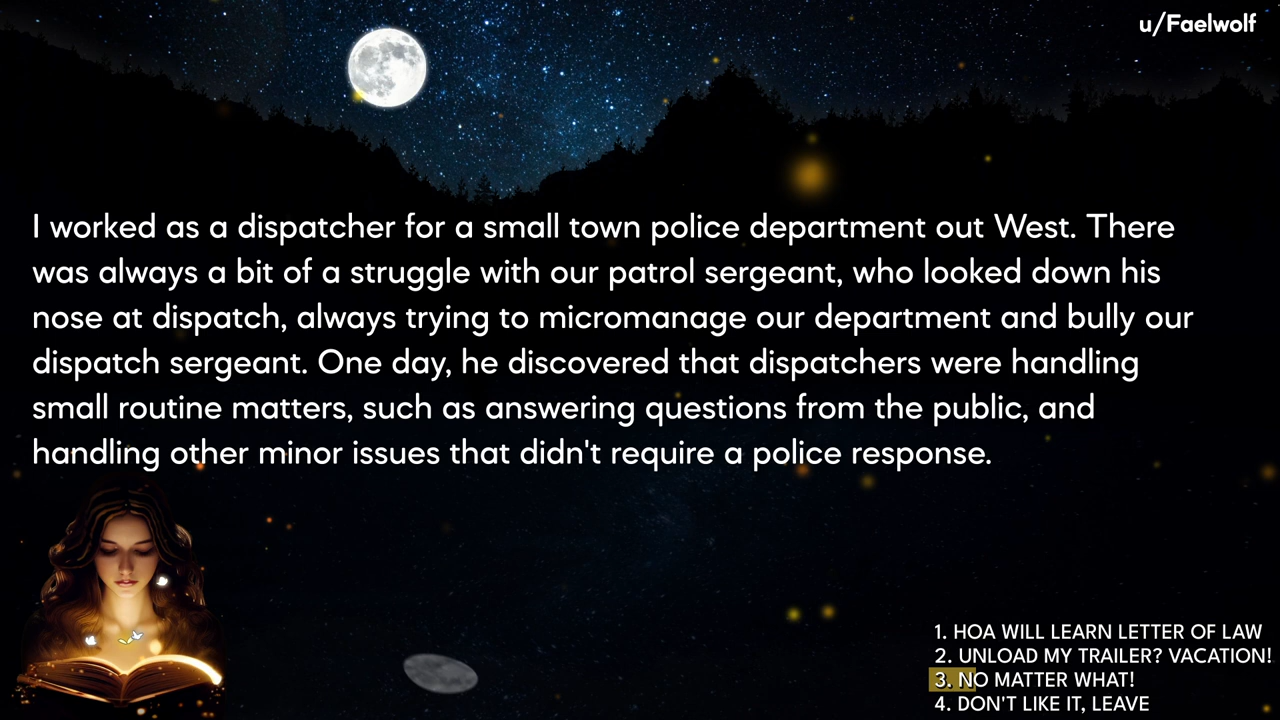 u/Faelwolf
I worked as a dispatcher for a small town police department out West. There
was always a bit of a struggle with our patrol sergeant, who looked down his
nose at dispatch, always trying to micromanage our department and bully our
dispatch sergeant. One day, he discovered that dispatchers were handling
small routine matters, such as answering questions from the public, and
handling other minor issues that didn't require a police response.
1. HOA WILL LEARN LETTER OF LAW
2. UNLOAD MY TRAILER? VACATION!
3. NO MATTER WHAT!
4. DON'T LIKE IT, LEAVE